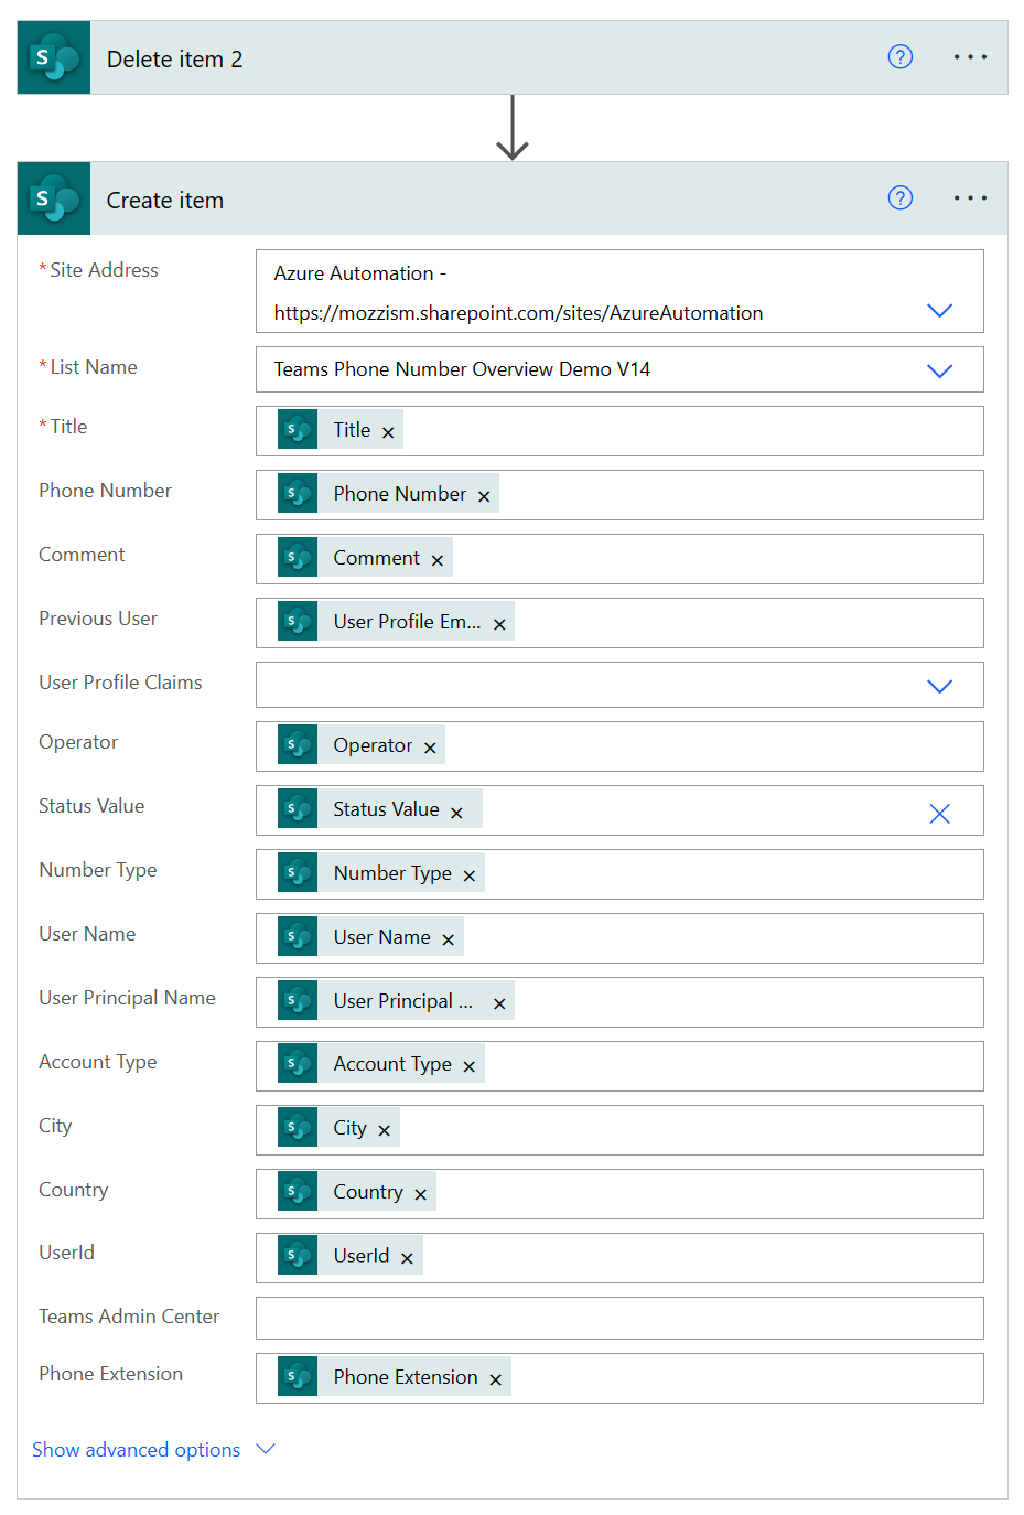 Delete item 2
Create item
* Site Address
Azure Automation -
https://mozzism.sharepoint.com/sites/AzureAutomation
* List Name
Teams Phone Number Overview Demo V14
* Title
Title
Phone Number
Phone Number
Comment
Comment
Previous User
User Profile Em...
User Profile Claims
Operator
Operator
Status Value
Status Value
Number Type
Number Type
User Name
User Name
User Principal Name
User Principal ...
Account Type
Account Type
City
City
Country
Country
UserId
UserId
Teams Admin Center
Phone Extension
Phone Extension
Show advanced options